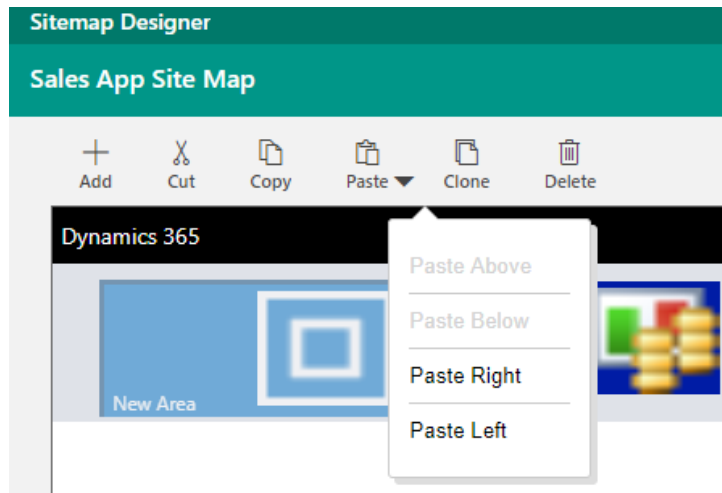 Sitemap Designer
Sales App Site Map
Add Cut Copy Paste Clone Delete
Dynamics 365
Paste Above
Paste Below
Paste Right
New Area
Paste Left